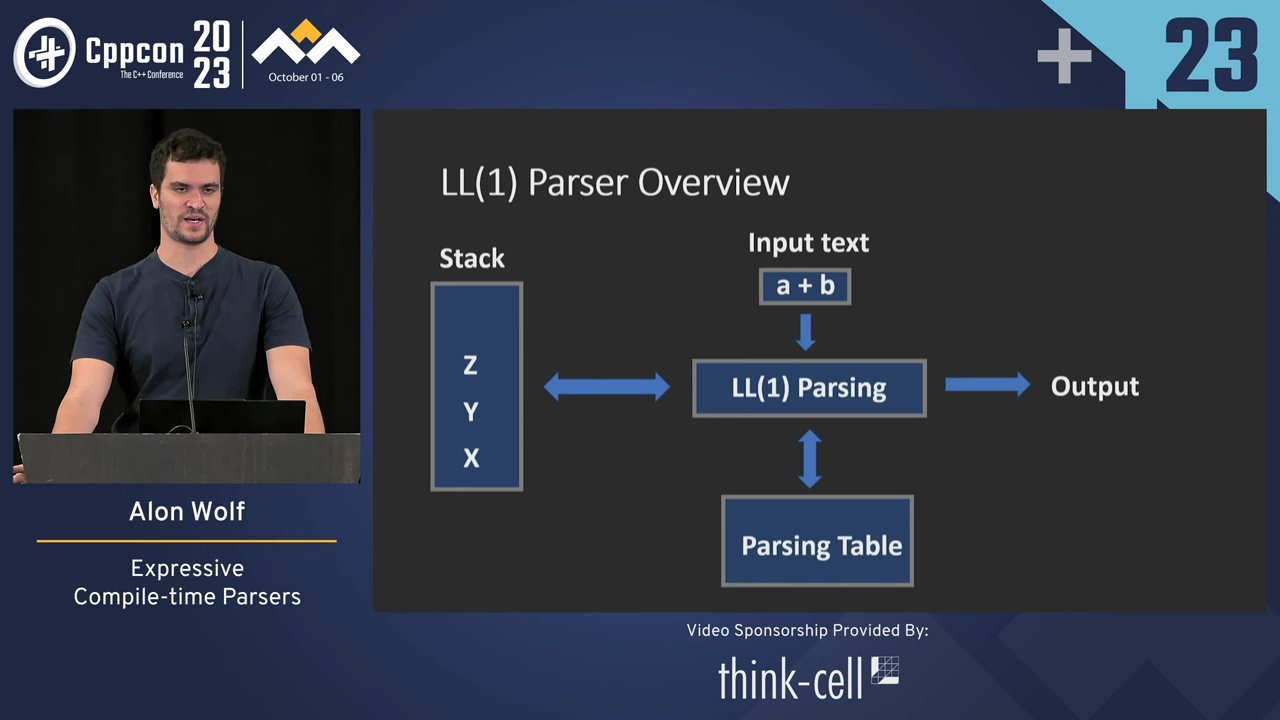 Cppcon
The C++ Conference
20
23
October 01 - 06
23
LL(1) Parser Overview
Stack
Input text
a + b
Z
Y
X
LL(1) Parsing
Output
Parsing Table
Alon Wolf
Expressive
Compile-time Parsers
Video Sponsorship Provided By:
think-cell